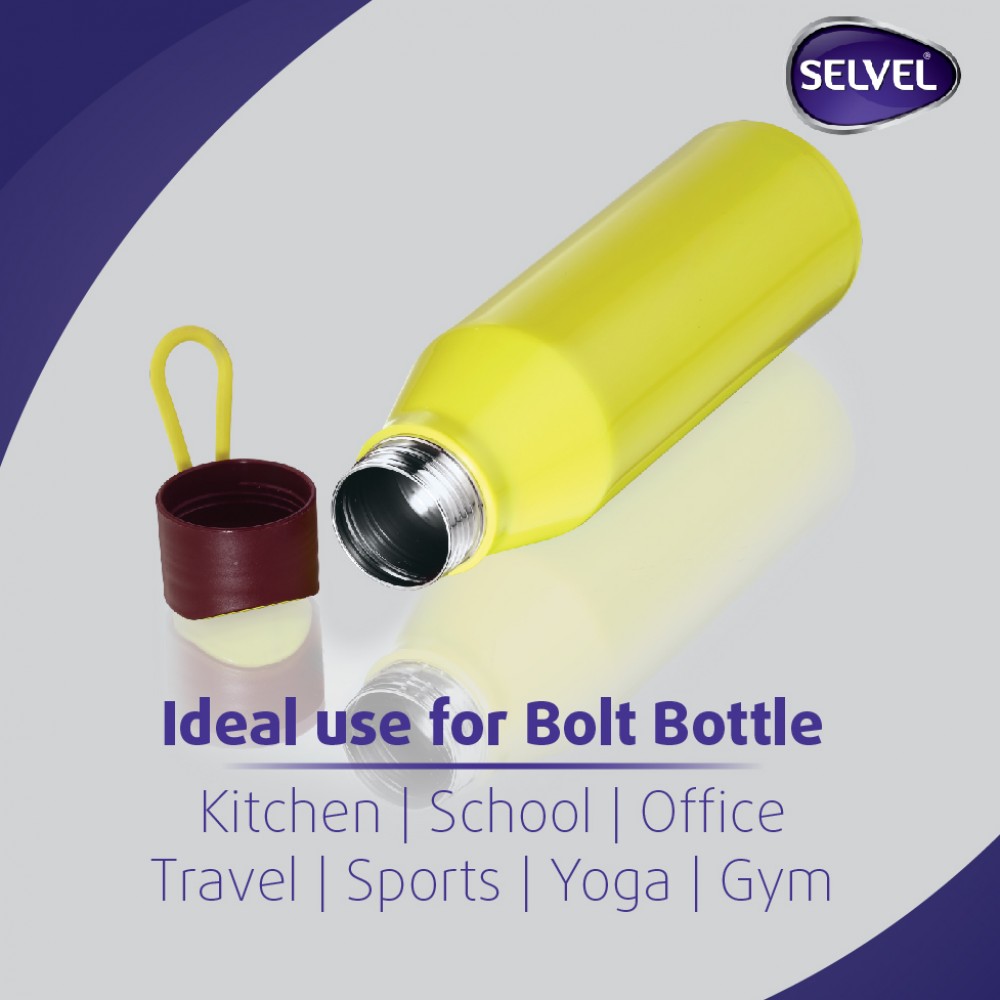 SELVEL®
Ideal use for Bolt Bottle
Kitchen | School | Office
Travel | Sports | Yoga | Gym